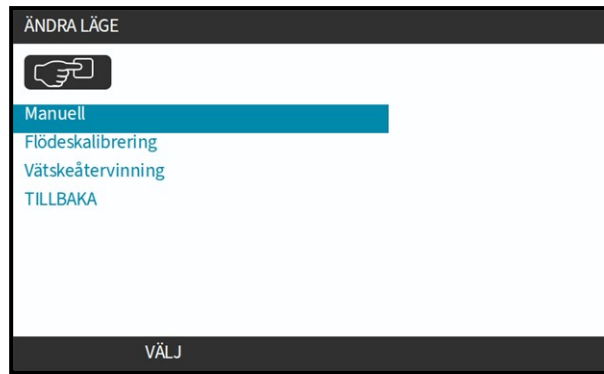 ÄNDRA LÄGE
Manuell
Flödeskalibrering
Vätskeåtervinning
TILLBAKA
VÄLJ